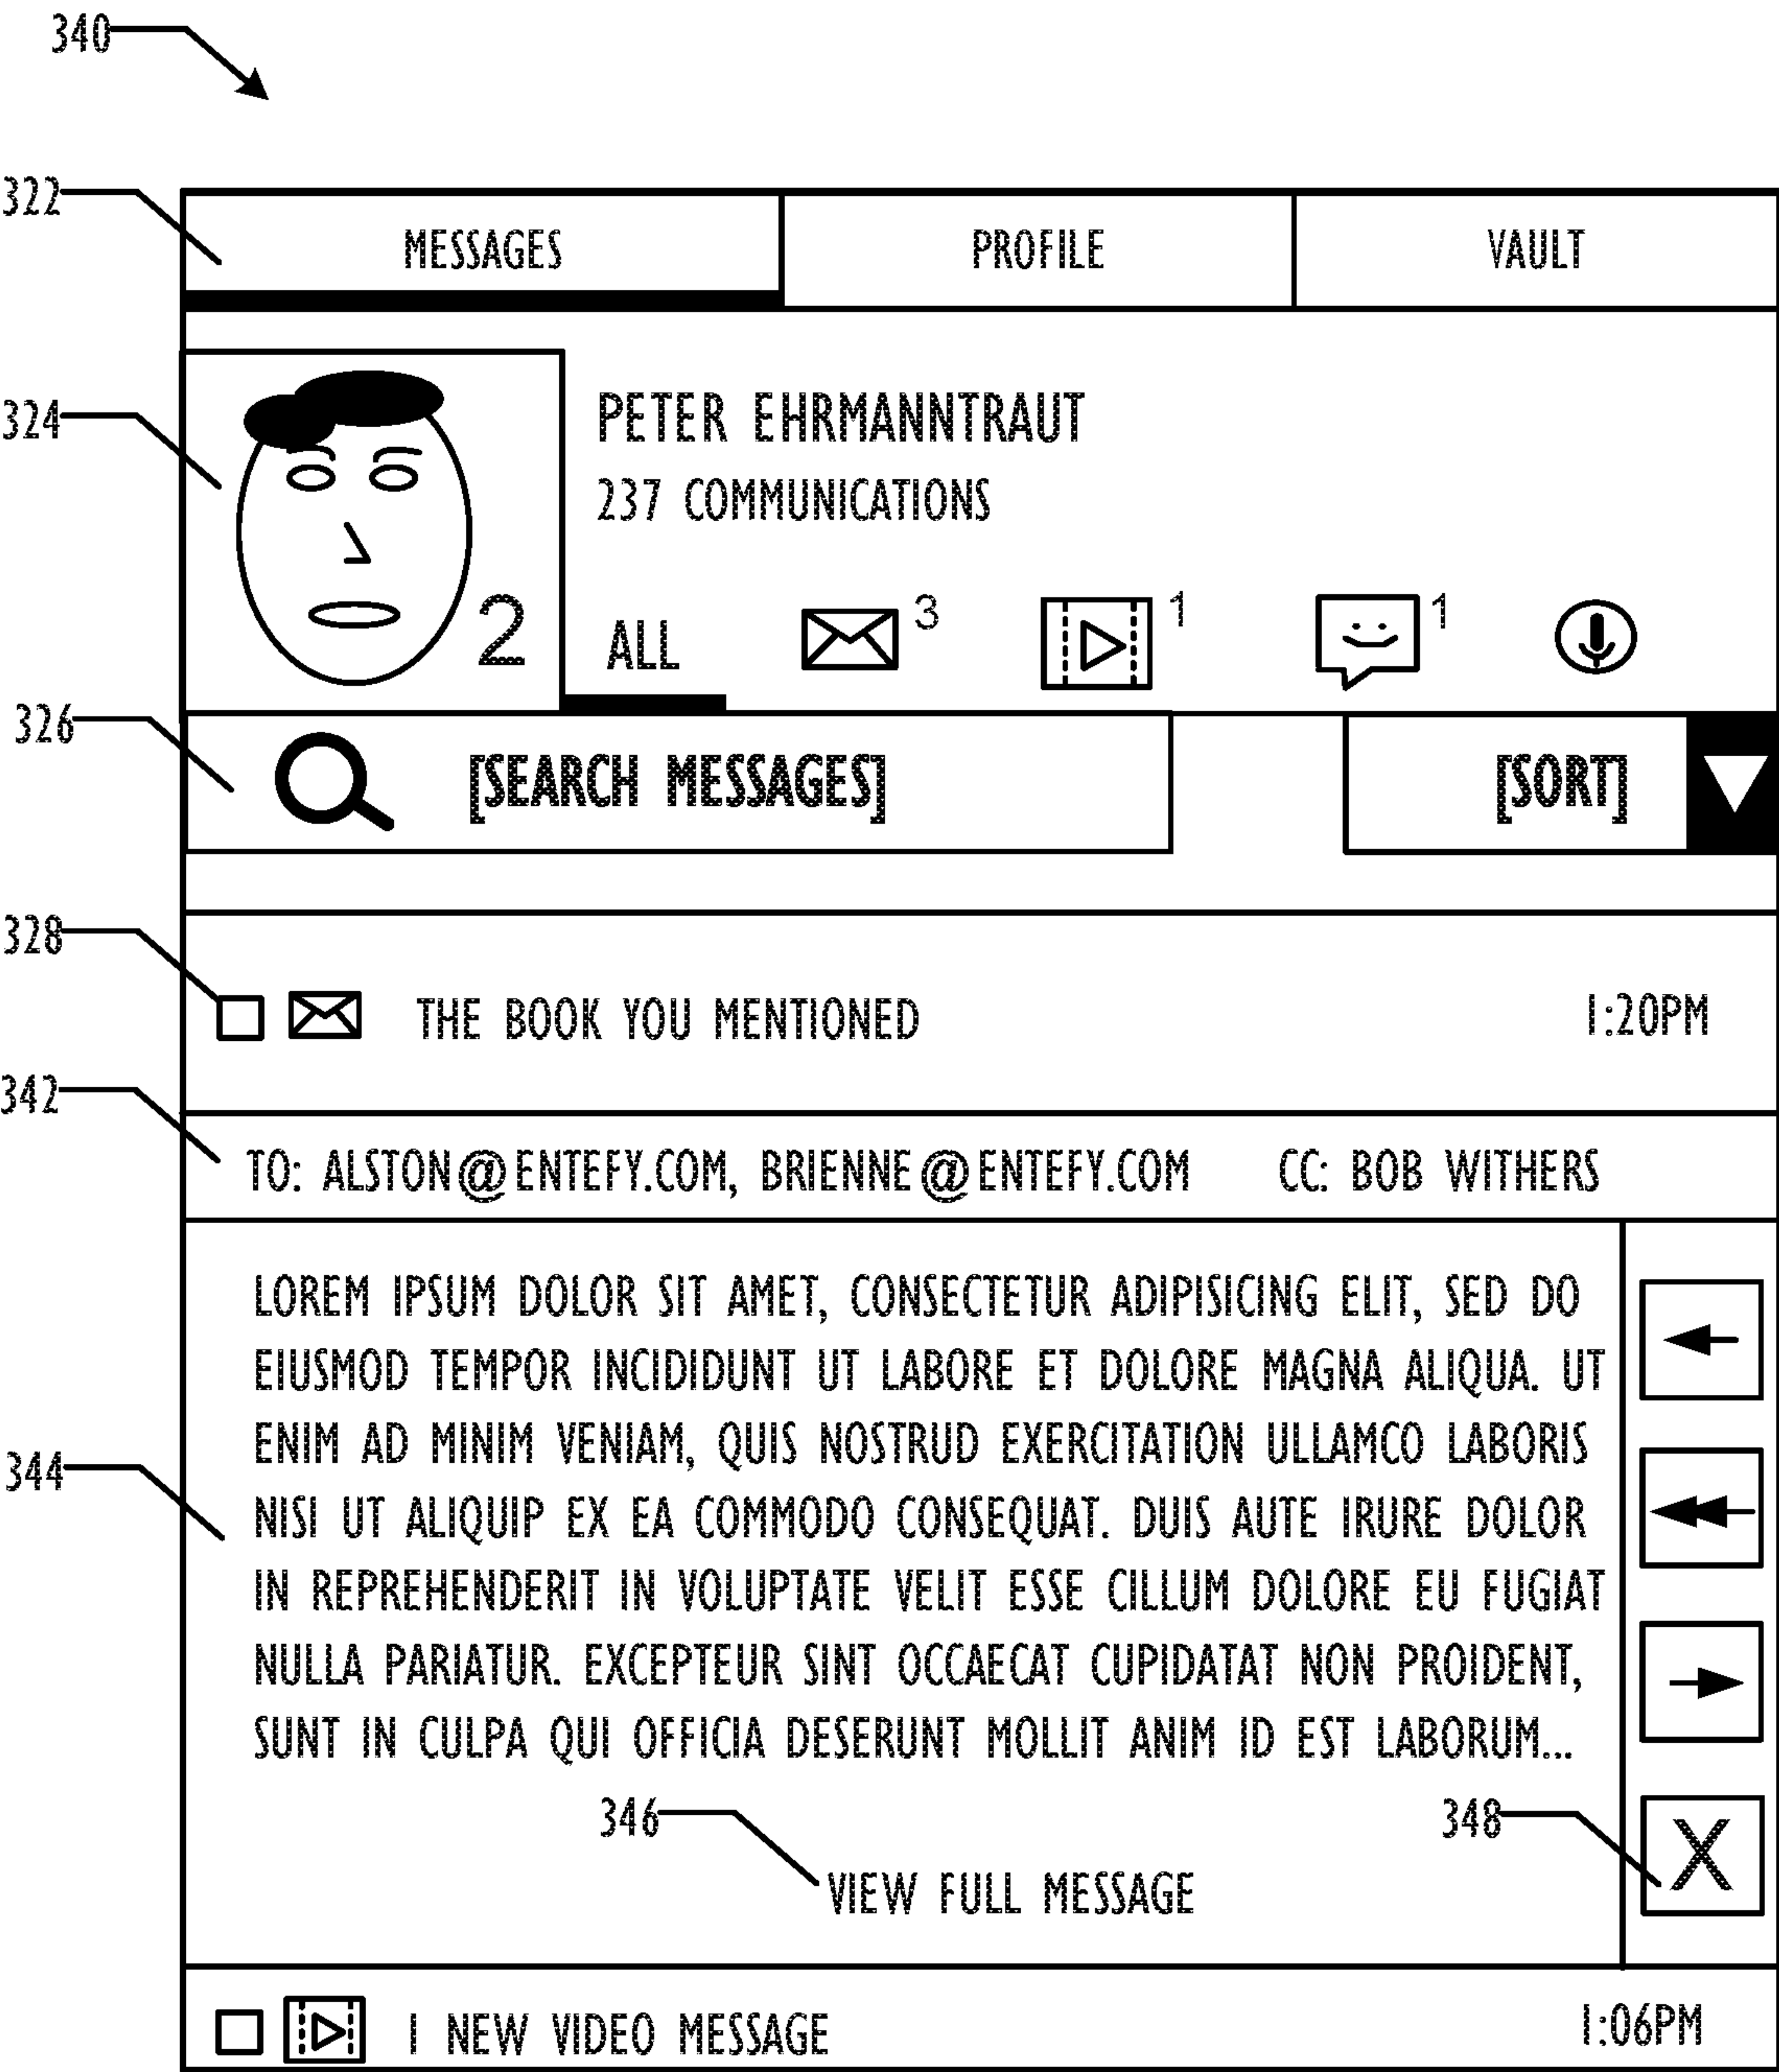 340
322
MESSAGES PROFILE VAULT
324
PETER EHRMANNTRAUT
237 COMMUNICATIONS
2 ALL 3 1 1
326
[SEARCH MESSAGES] [SORT]
328
THE BOOK YOU MENTIONED 1:20PM
342
TO: ALSTON@ENTEFY.COM, BRIENNE@ENTEFY.COM CC: BOB WITHERS
LOREM IPSUM DOLOR SIT AMET, CONSECTETUR ADIPISICING ELIT, SED DO
EIUSMOD TEMPOR INCIDIDUNT UT LABORE ET DOLORE MAGNA ALIQUA. UT
ENIM AD MINIM VENIAM, QUIS NOSTRUD EXERCITATION ULLAMCO LABORIS
344
NISI UT ALIQUIP EX EA COMMODO CONSEQUAT. DUIS AUTE IRURE DOLOR
IN REPREHENDERIT IN VOLUPTATE VELIT ESSE CILLUM DOLORE EU FUGIAT
NULLA PARIATUR. EXCEPTEUR SINT OCCAECAT CUPIDATAT NON PROIDENT,
SUNT IN CULPA QUI OFFICIA DESERUNT MOLLIT ANIM ID EST LABORUM...
346 348
X
VIEW FULL MESSAGE
1 NEW VIDEO MESSAGE 1:06PM